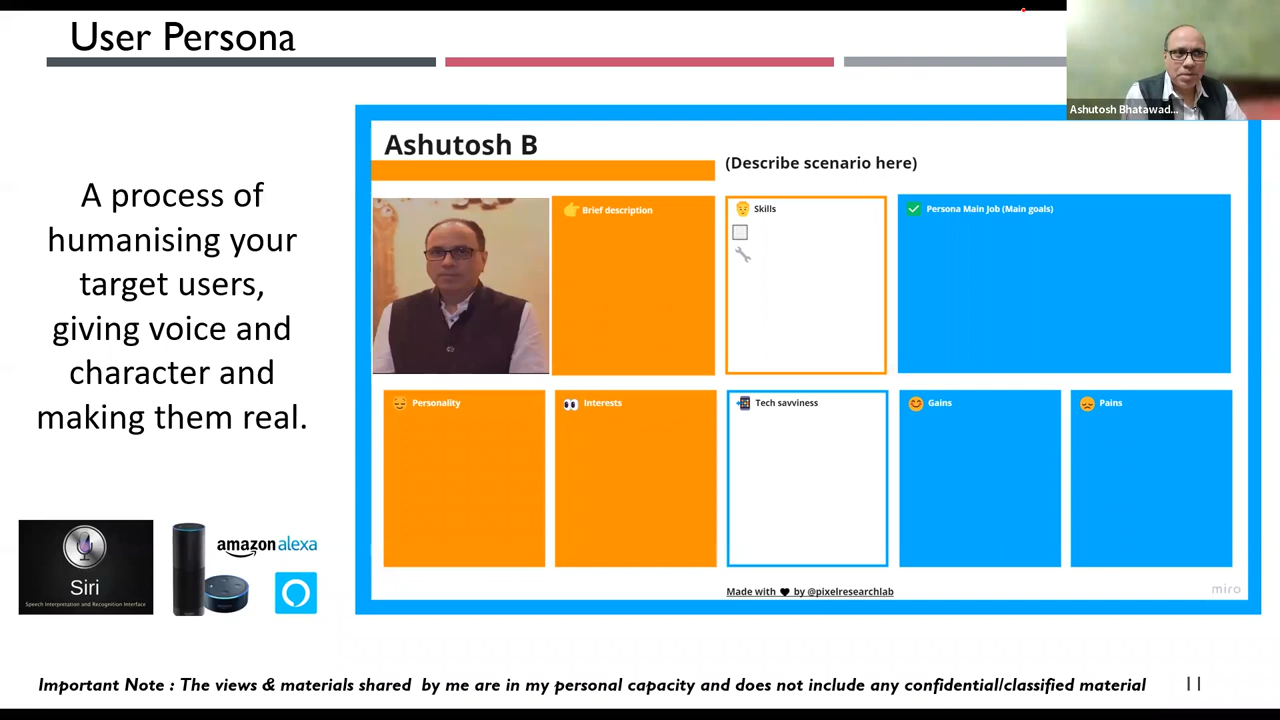 User Persona
Ashutosh Bhatawad...
Ashutosh B
(Describe scenario here)
A process of
humanising your
target users,
giving voice and
character and
making them real.
Brief description
Skills
Persona Main Job (Main goals)
Personality
Interests
Tech savviness
Gains
Pains
Siri
Speech Interpretation and Recognition Interface
amazon alexa
Made with ♥ by @pixelresearchlab
miro
Important Note : The views & materials shared by me are in my personal capacity and does not include any confidential/classified material
11